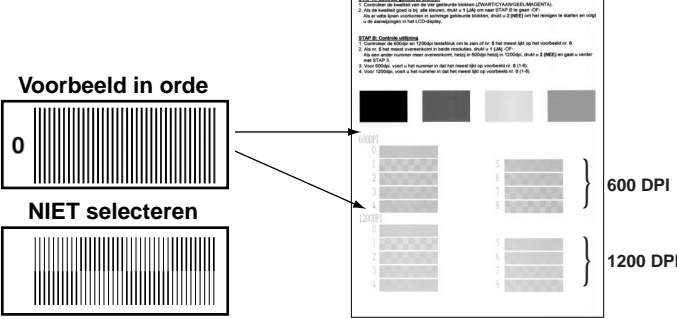 1. Controleer de kwaliteit van de vier gekleurde blokken (ZWART/CYAAN/GEEL/MAGENTA).
2. Als de kwaliteit goed is bij alle kleuren, drukt u 1 (JA) om naar STAP B te gaan -OF-
Als er witte lijnen voorkomen in sommige gekleurde blokken, drukt u 2 (NEE) om het reinigen te starten en volgt
u de aanwijzingen in het LCD-display.
STAP B: Controle uitlijning
1. Controleer de 600dpi en 1200dpi testafdruk om te zien of nr. 5 het meest lijkt op het voorbeeld nr. 0.
2. Als nr. 5 het meest overeenkomt in beide resoluties, drukt u 1 (JA) -OF-
Als een ander nummer meer overeenkomt, hetzij in 600dpi hetzij in 1200dpi, drukt u 2 (NEE) en gaat u verder
met STAP 3.
3. Voor 600dpi, voert u het nummer in dat het meest lijkt op voorbeeld nr. 0 (1-8).
4. Voor 1200dpi, voert u het nummer in dat het meest lijkt op voorbeeld nr. 0 (1-8).
Voorbeeld in orde
0
NIET selecteren
600DPI
0
1 5
2 6
3 7
4 8
600 DPI
1200DPI
0
1 5
2 6
3 7
4 8
1200 DPI